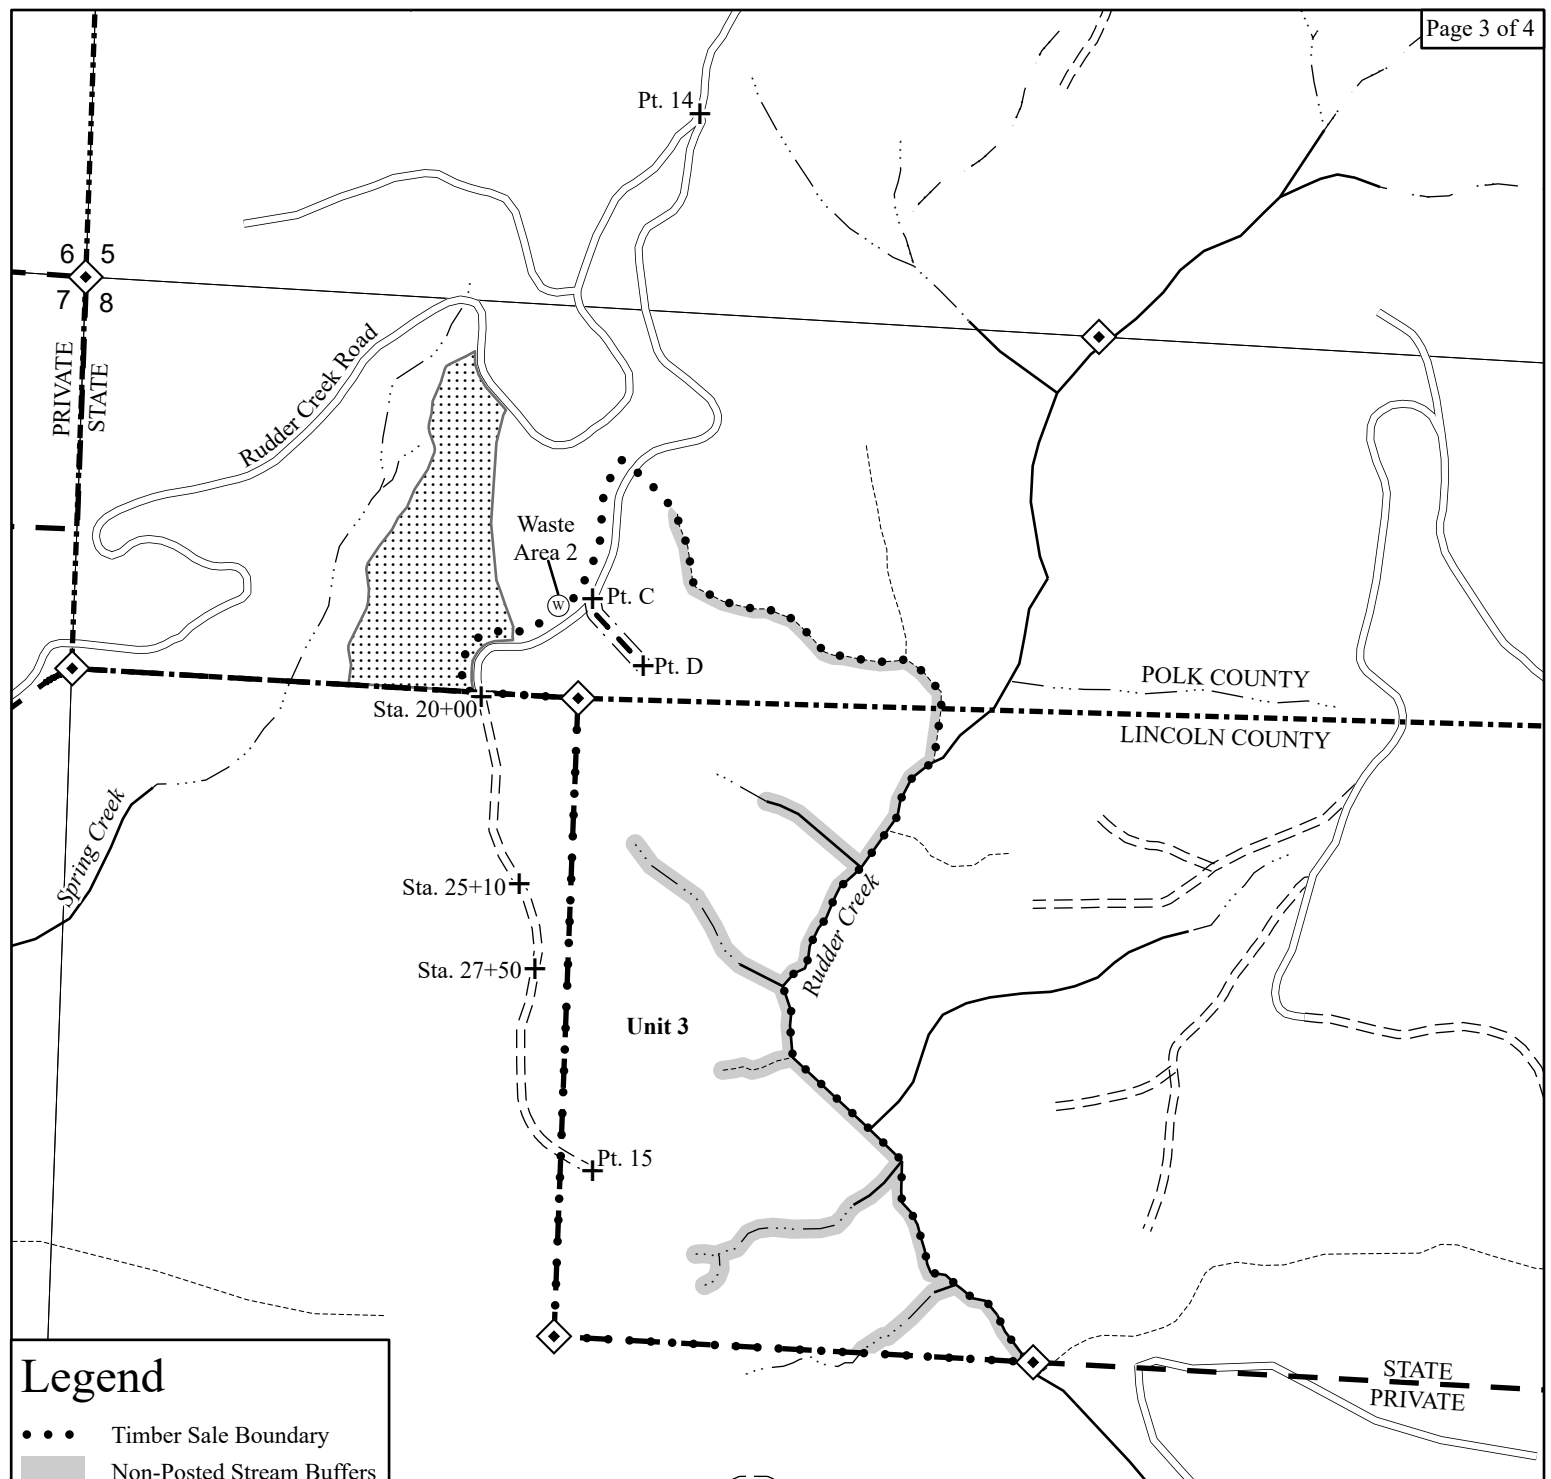 Page 3 of 4
Pt. 14
6 5
7 8
PRIVATE
STATE
Rudder Creek Road
Waste
Area 2
W
Pt. C
Pt. D
POLK COUNTY
Sta. 20+00
LINCOLN COUNTY
Spring Creek
Sta. 25+10
Rudder Creek
Sta. 27+50
Unit 3
Pt. 15
STATE
PRIVATE
Legend
Timber Sale Boundary
Non-Posted Stream Buffers